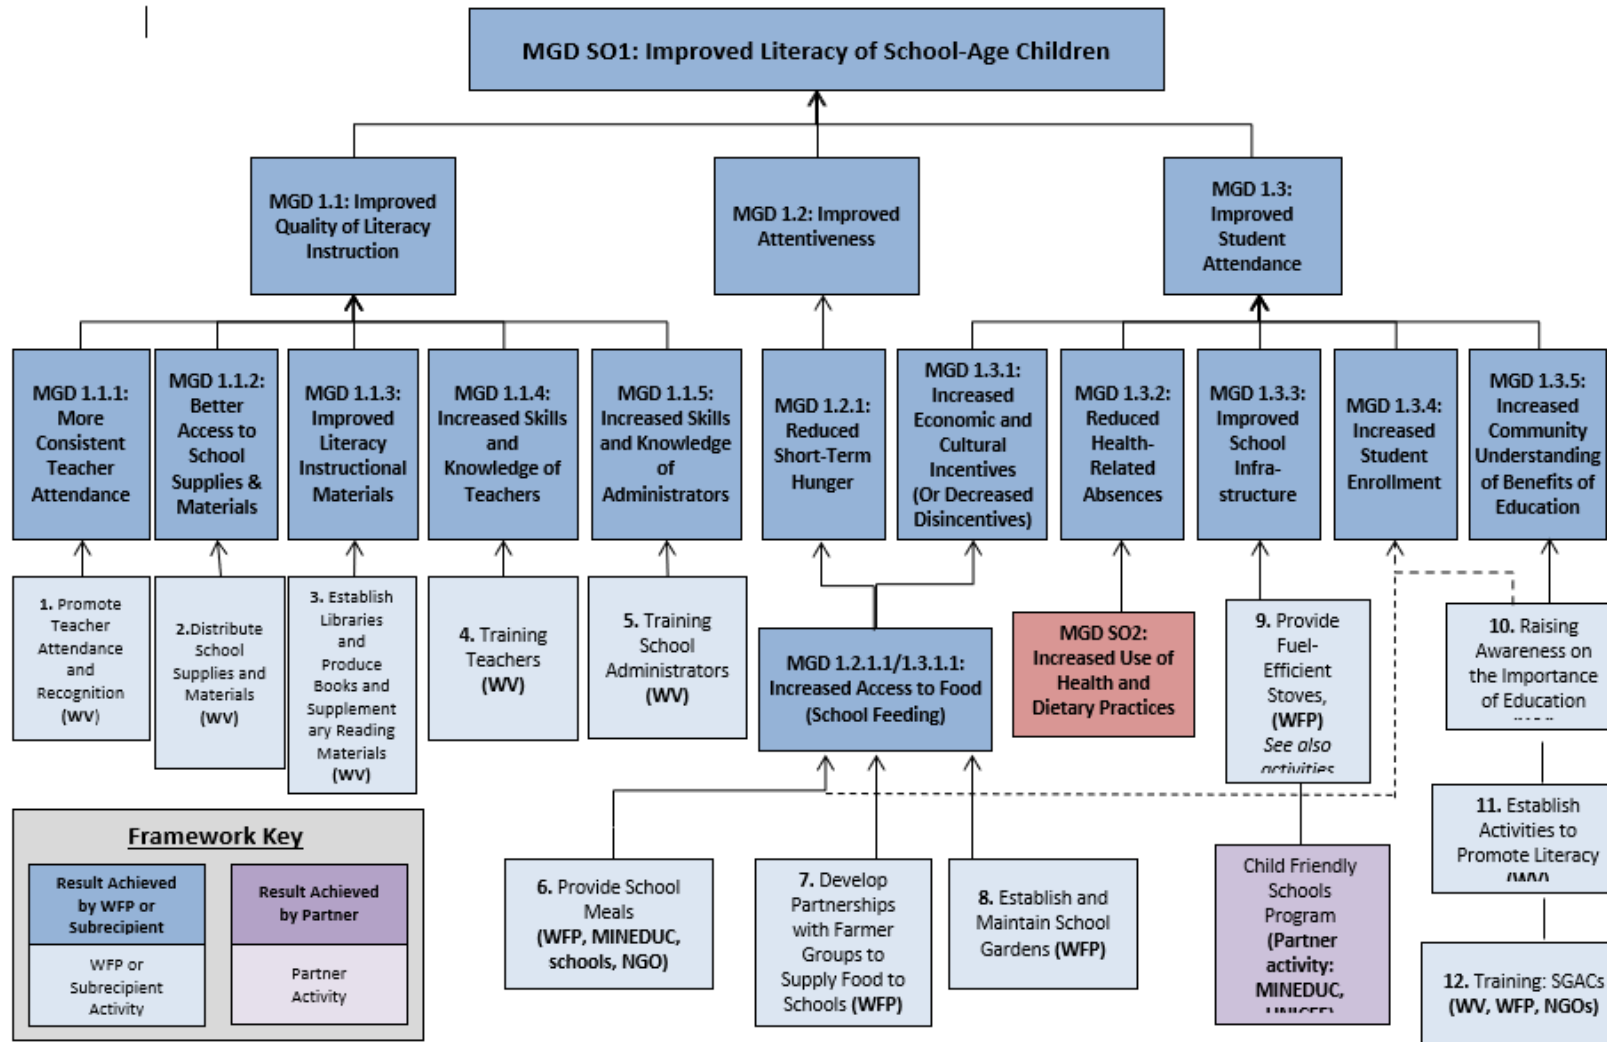 MGD SO1: Improved Literacy of School-Age Children
MGD 1.1: Improved
Quality of Literacy
Instruction
MGD 1.2: Improved
Attentiveness
MGD 1.3:
Improved
Student
Attendance
MGD 1.1.1:
More
Consistent
Teacher
Attendance
MGD 1.1.2:
Better
Access to
School
Supplies &
Materials
MGD 1.1.3:
Improved
Literacy
Instructional
Materials
MGD 1.1.4:
Increased Skills
and
Knowledge of
Teachers
MGD 1.1.5:
Increased Skills
and Knowledge
of
Administrators
MGD 1.2.1:
Reduced
Short-Term
Hunger
MGD 1.3.1:
Increased
Economic and
Cultural
Incentives
(Or Decreased
Disincentives)
MGD 1.3.2:
Reduced
Health-
Related
Absences
MGD 1.3.3:
Improved
School
Infra-
structure
MGD 1.3.4:
Increased
Student
Enrollment
MGD 1.3.5:
Increased
Community
Understanding
of Benefits of
Education
1. Promote
Teacher
Attendance
and
Recognition
(WV)
2.Distribute
School
Supplies and
Materials
(WV)
3. Establish
Libraries
and
Produce
Books and
Supplement
ary Reading
Materials
(WV)
4. Training
Teachers
(WV)
5. Training
School
Administrators
(WV)
MGD 1.2.1.1/1.3.1.1:
Increased Access to Food
(School Feeding)
MGD SO2:
Increased Use of
Health and
Dietary Practices
9. Provide
Fuel-
Efficient
Stoves,
(WFP)
See also
activities
10. Raising
Awareness on
the Importance
of Education
11. Establish
Activities to
Promote Literacy
(WV)
12. Training: SGACs
(WV, WFP, NGOs)
6. Provide School
Meals
(WFP, MINEDUC,
schools, NGO)
7. Develop
Partnerships
with Farmer
Groups to
Supply Food to
Schools (WFP)
8. Establish and
Maintain School
Gardens (WFP)
Child Friendly
Schools
Program
(Partner
activity:
MINEDUC,
UNICEF)
Framework Key
Result Achieved
by WFP or
Subrecipient
Result Achieved
by Partner
WFP or
Subrecipient
Activity
Partner
Activity